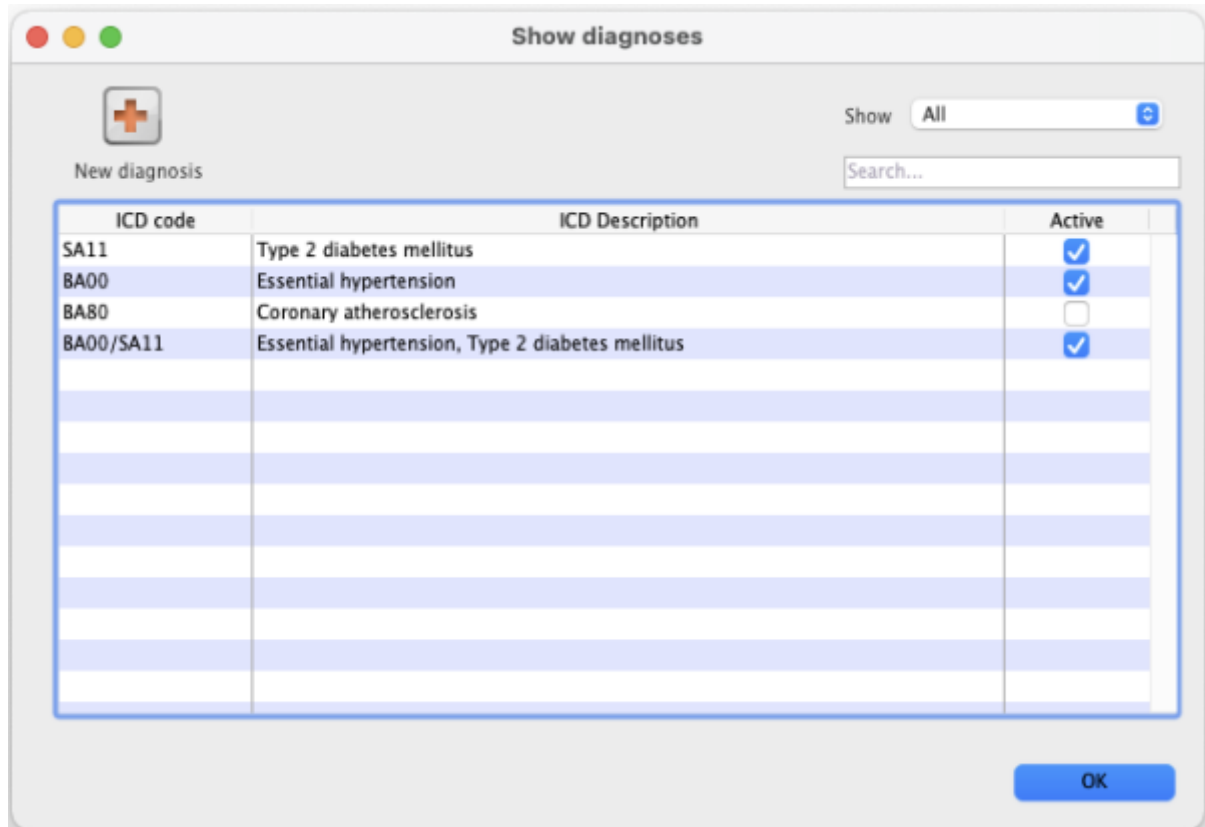 Show diagnoses
Show All
New diagnosis
Search...
ICD code ICD Description Active
SA11 Type 2 diabetes mellitus
BA00 Essential hypertension
BA80 Coronary atherosclerosis
BA00/SA11 Essential hypertension, Type 2 diabetes mellitus
OK